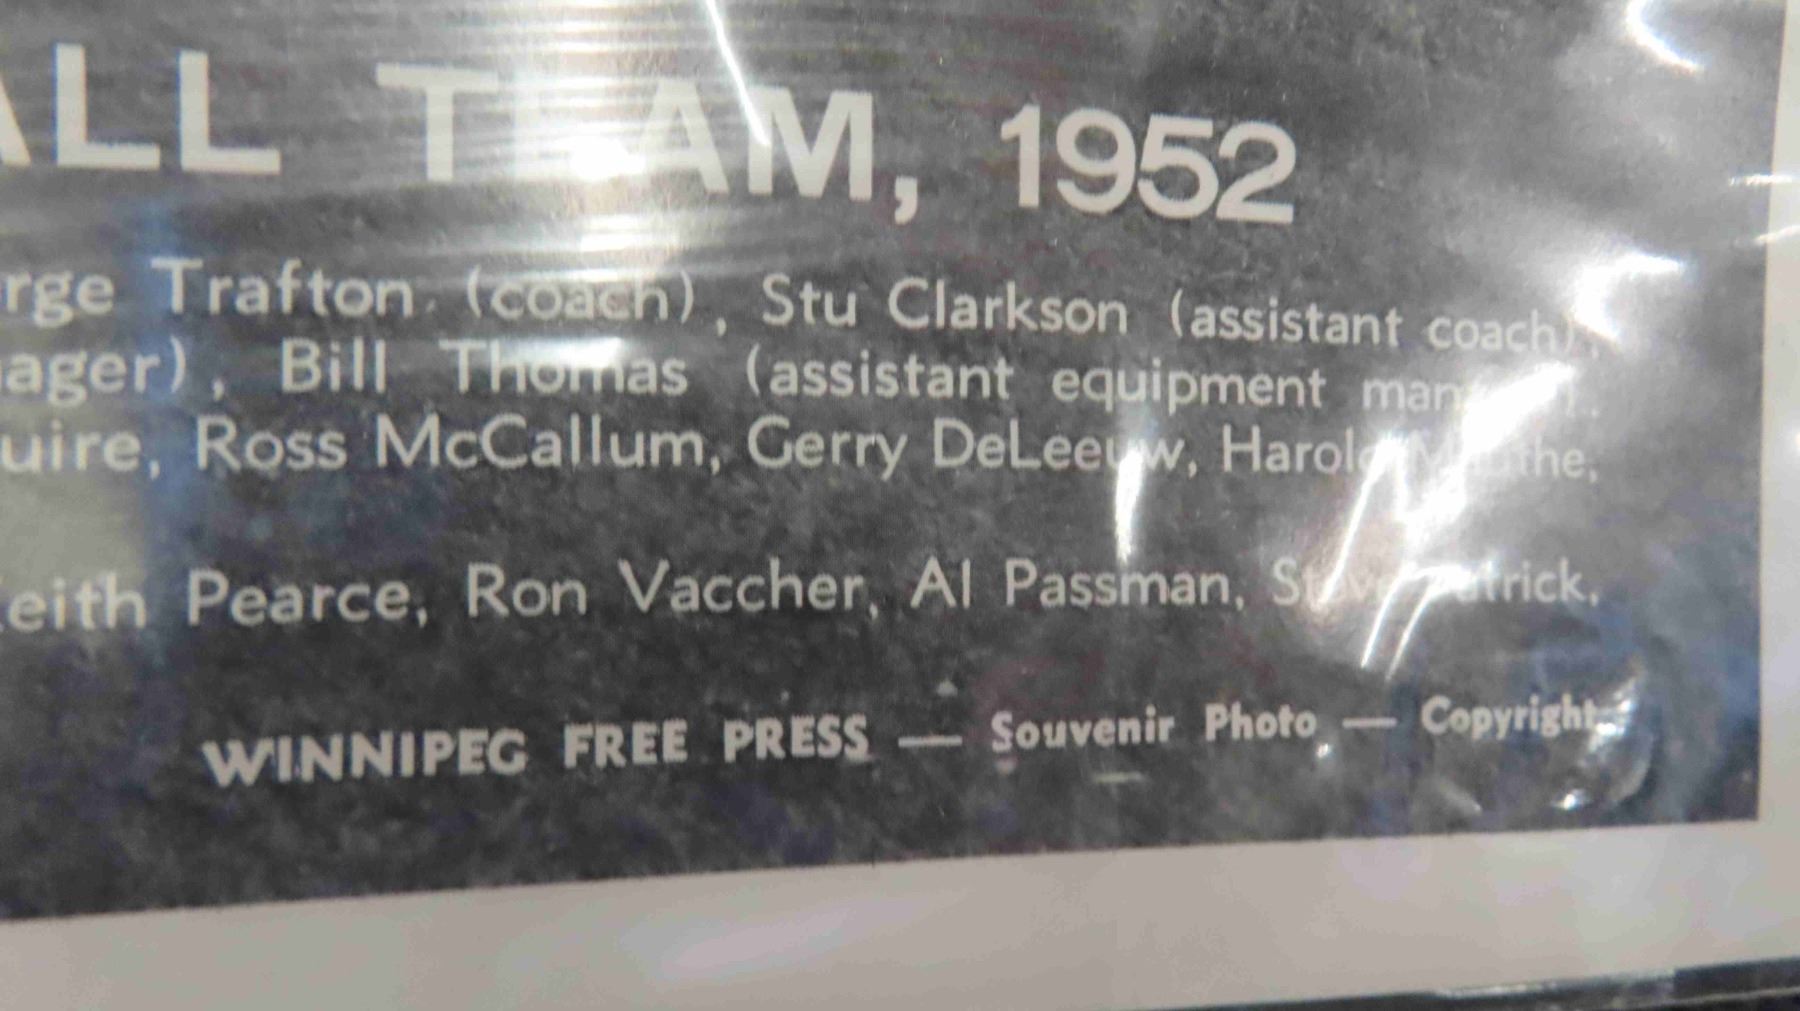 ALL TEAM, 1952
rge Trafton (coach), Stu Clarkson (assistant coach),
ager), Bill Thomas (assistant equipment
uire, Ross McCallum, Gerry DeLeeuw, Harold
eith Pearce, Ron Vaccher, Al Passman,
WINNIPEG FREE PRESS — Souvenir Photo — Copyright